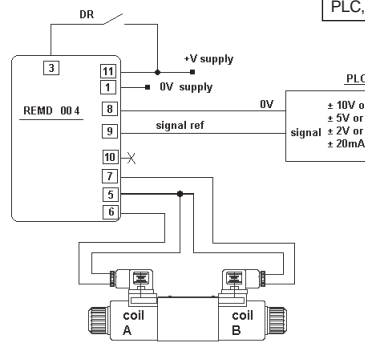 PLC,
DR
+V supply
3
11
1
0V supply
PLC
REMD 004
8
0V
± 10V or
± 5V or
9
signal ref
signal ± 2V or
± 20mA
10
7
5
6
coil
A
coil
B